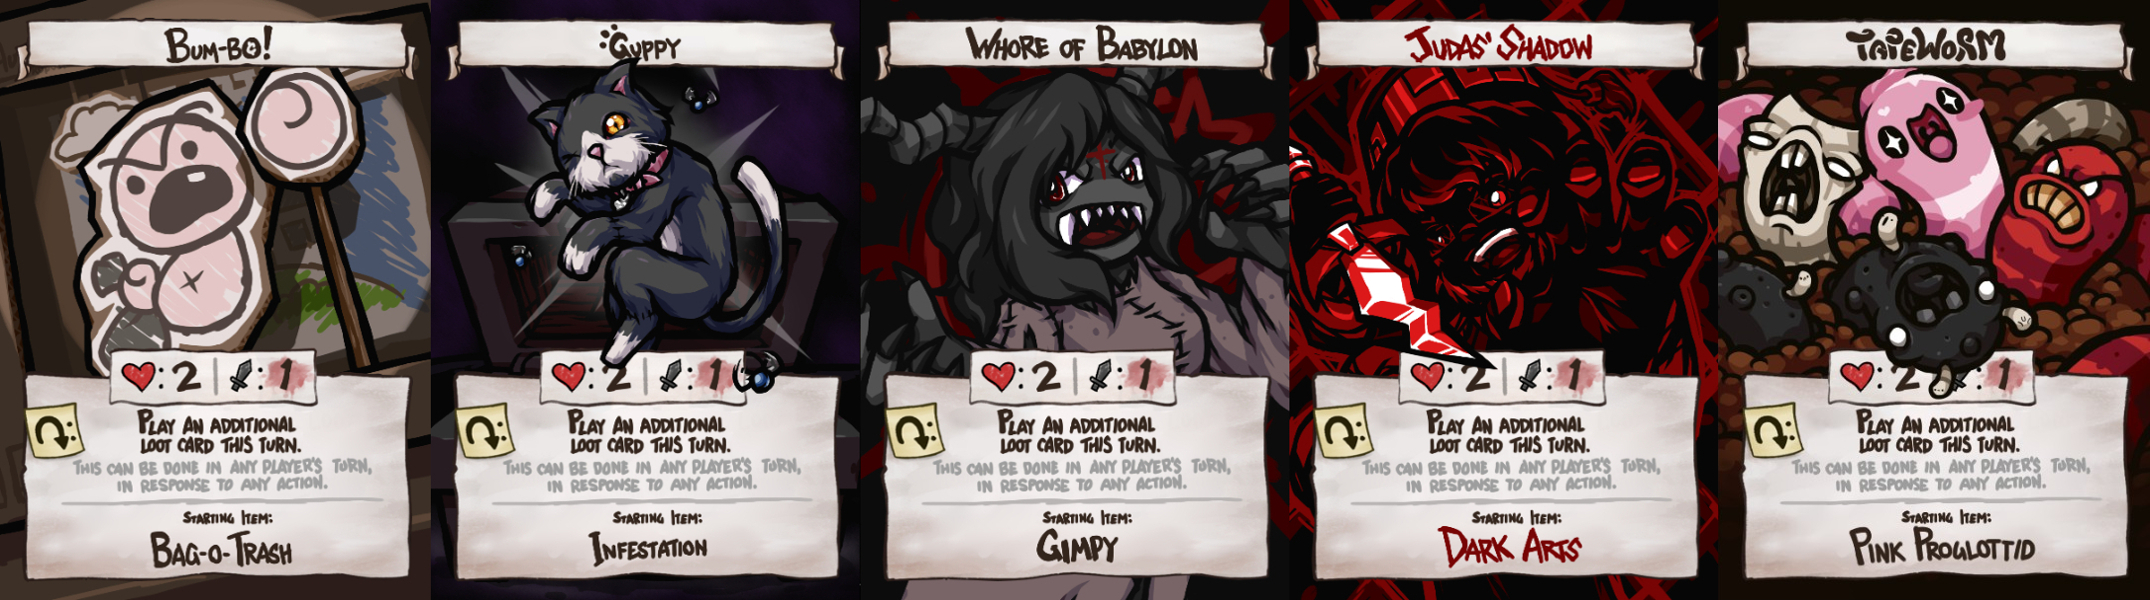 Bum-bo!
2 : 1
Play an additional
loot card this turn.
This can be done in any player's turn,
in response to any action.
Starting Item:
Bag-o-Trash
Guppy
2 : 1
Play an additional
loot card this turn.
This can be done in any player's turn,
in response to any action.
Starting Item:
Infestation
Whore of Babylon
2 : 1
Play an additional
loot card this turn.
This can be done in any player's turn,
in response to any action.
Starting Item:
Gimpy
Judas' Shadow
2 : 1
Play an additional
loot card this turn.
This can be done in any player's turn,
in response to any action.
Starting Item:
Dark Arts
Tapeworm
2 : 1
Play an additional
loot card this turn.
This can be done in any player's turn,
in response to any action.
Starting Item:
Pink Proglottid